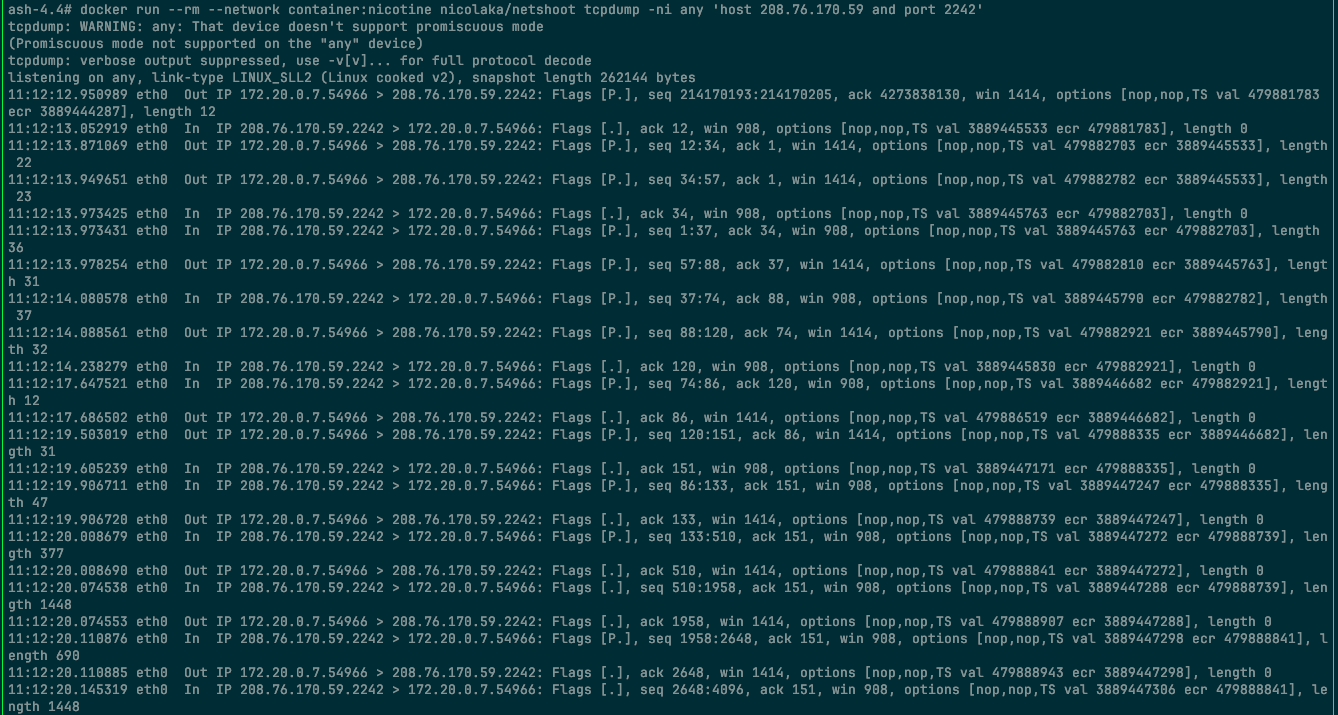 ash-4.4# docker run --rm --network container:nicotine nicolaka/netshoot tcpdump -ni any 'host 208.76.170.59 and port 2242'
tcpdump: WARNING: any: That device doesn't support promiscuous mode
(Promiscuous mode not supported on the "any" device)
tcpdump: verbose output suppressed, use -v[v]... for full protocol decode
listening on any, link-type LINUX_SLL2 (Linux cooked v2), snapshot length 262144 bytes
11:12:12.950989 eth0  Out IP 172.20.0.7.54966 > 208.76.170.59.2242: Flags [P.], seq 214170193:214170205, ack 4273838130, win 1414, options [nop,nop,TS val 479881783
ecr 3889444287], length 12
11:12:13.052919 eth0  In  IP 208.76.170.59.2242 > 172.20.0.7.54966: Flags [.], ack 12, win 908, options [nop,nop,TS val 3889445533 ecr 479881783], length 0
11:12:13.871069 eth0  Out IP 172.20.0.7.54966 > 208.76.170.59.2242: Flags [P.], seq 12:34, ack 1, win 1414, options [nop,nop,TS val 479882703 ecr 3889445533], length
 22
11:12:13.949651 eth0  Out IP 172.20.0.7.54966 > 208.76.170.59.2242: Flags [P.], seq 34:57, ack 1, win 1414, options [nop,nop,TS val 479882782 ecr 3889445533], length
 23
11:12:13.973425 eth0  In  IP 208.76.170.59.2242 > 172.20.0.7.54966: Flags [.], ack 34, win 908, options [nop,nop,TS val 3889445763 ecr 479882703], length 0
11:12:13.973431 eth0  In  IP 208.76.170.59.2242 > 172.20.0.7.54966: Flags [P.], seq 1:37, ack 34, win 908, options [nop,nop,TS val 3889445763 ecr 479882703], length
36
11:12:13.978254 eth0  Out IP 172.20.0.7.54966 > 208.76.170.59.2242: Flags [P.], seq 57:88, ack 37, win 1414, options [nop,nop,TS val 479882810 ecr 3889445763], lengt
h 31
11:12:14.080578 eth0  In  IP 208.76.170.59.2242 > 172.20.0.7.54966: Flags [P.], seq 37:74, ack 88, win 908, options [nop,nop,TS val 3889445790 ecr 479882782], length
 37
11:12:14.088561 eth0  Out IP 172.20.0.7.54966 > 208.76.170.59.2242: Flags [P.], seq 88:120, ack 74, win 1414, options [nop,nop,TS val 479882921 ecr 3889445790], leng
th 32
11:12:14.238279 eth0  In  IP 208.76.170.59.2242 > 172.20.0.7.54966: Flags [.], ack 120, win 908, options [nop,nop,TS val 3889445830 ecr 479882921], length 0
11:12:17.647521 eth0  In  IP 208.76.170.59.2242 > 172.20.0.7.54966: Flags [P.], seq 74:86, ack 120, win 908, options [nop,nop,TS val 3889446682 ecr 479882921], lengt
h 12
11:12:17.686502 eth0  Out IP 172.20.0.7.54966 > 208.76.170.59.2242: Flags [.], ack 86, win 1414, options [nop,nop,TS val 479886519 ecr 3889446682], length 0
11:12:19.503019 eth0  Out IP 172.20.0.7.54966 > 208.76.170.59.2242: Flags [P.], seq 120:151, ack 86, win 1414, options [nop,nop,TS val 479888335 ecr 3889446682], len
gth 31
11:12:19.605239 eth0  In  IP 208.76.170.59.2242 > 172.20.0.7.54966: Flags [.], ack 151, win 908, options [nop,nop,TS val 3889447171 ecr 479888335], length 0
11:12:19.906711 eth0  In  IP 208.76.170.59.2242 > 172.20.0.7.54966: Flags [P.], seq 86:133, ack 151, win 908, options [nop,nop,TS val 3889447247 ecr 479888335], leng
th 47
11:12:19.906720 eth0  Out IP 172.20.0.7.54966 > 208.76.170.59.2242: Flags [.], ack 133, win 1414, options [nop,nop,TS val 479888739 ecr 3889447247], length 0
11:12:20.008679 eth0  In  IP 208.76.170.59.2242 > 172.20.0.7.54966: Flags [P.], seq 133:510, ack 151, win 908, options [nop,nop,TS val 3889447272 ecr 479888739], len
gth 377
11:12:20.008690 eth0  Out IP 172.20.0.7.54966 > 208.76.170.59.2242: Flags [.], ack 510, win 1414, options [nop,nop,TS val 479888841 ecr 3889447272], length 0
11:12:20.074538 eth0  In  IP 208.76.170.59.2242 > 172.20.0.7.54966: Flags [.], seq 510:1958, ack 151, win 908, options [nop,nop,TS val 3889447288 ecr 479888739], len
gth 1448
11:12:20.074553 eth0  Out IP 172.20.0.7.54966 > 208.76.170.59.2242: Flags [.], ack 1958, win 1414, options [nop,nop,TS val 479888907 ecr 3889447288], length 0
11:12:20.110876 eth0  In  IP 208.76.170.59.2242 > 172.20.0.7.54966: Flags [P.], seq 1958:2648, ack 151, win 908, options [nop,nop,TS val 3889447298 ecr 479888841], l
ength 690
11:12:20.110885 eth0  Out IP 172.20.0.7.54966 > 208.76.170.59.2242: Flags [.], ack 2648, win 1414, options [nop,nop,TS val 479888943 ecr 3889447298], length 0
11:12:20.145319 eth0  In  IP 208.76.170.59.2242 > 172.20.0.7.54966: Flags [.], seq 2648:4096, ack 151, win 908, options [nop,nop,TS val 3889447306 ecr 479888841], le
ngth 1448